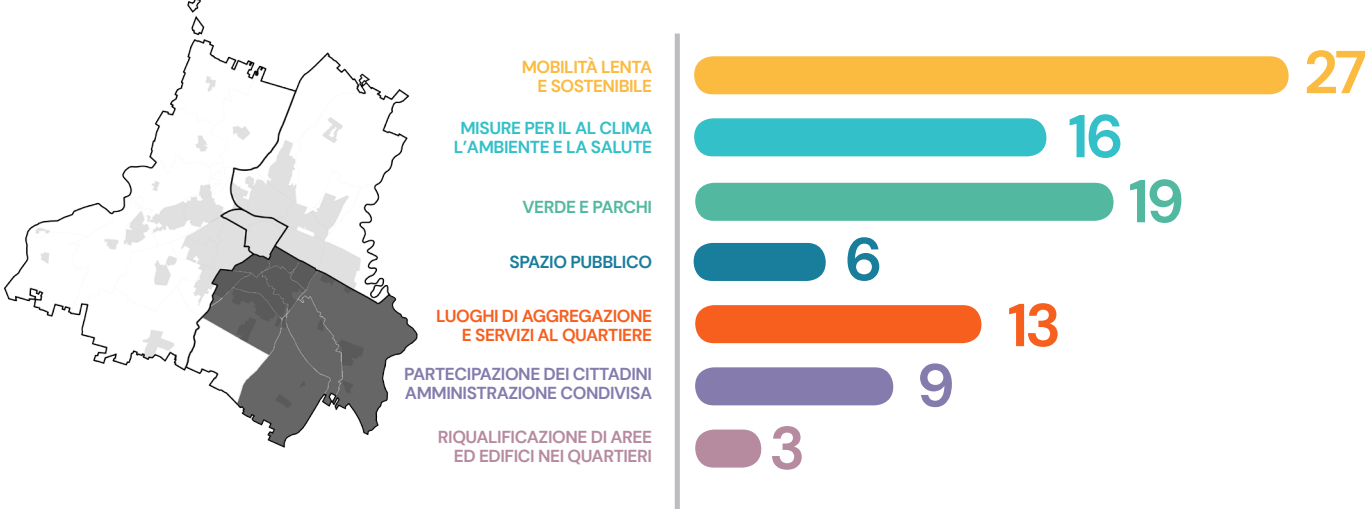 MOBILITÀ LENTA
E SOSTENIBILE
27
MISURE PER IL AL CLIMA
L'AMBIENTE E LA SALUTE
16
VERDE E PARCHI
19
SPAZIO PUBBLICO
6
LUOGHI DI AGGREGAZIONE
E SERVIZI AL QUARTIERE
13
PARTECIPAZIONE DEI CITTADINI
AMMINISTRAZIONE CONDIVISA
9
RIQUALIFICAZIONE DI AREE
ED EDIFICI NEI QUARTIERI
3